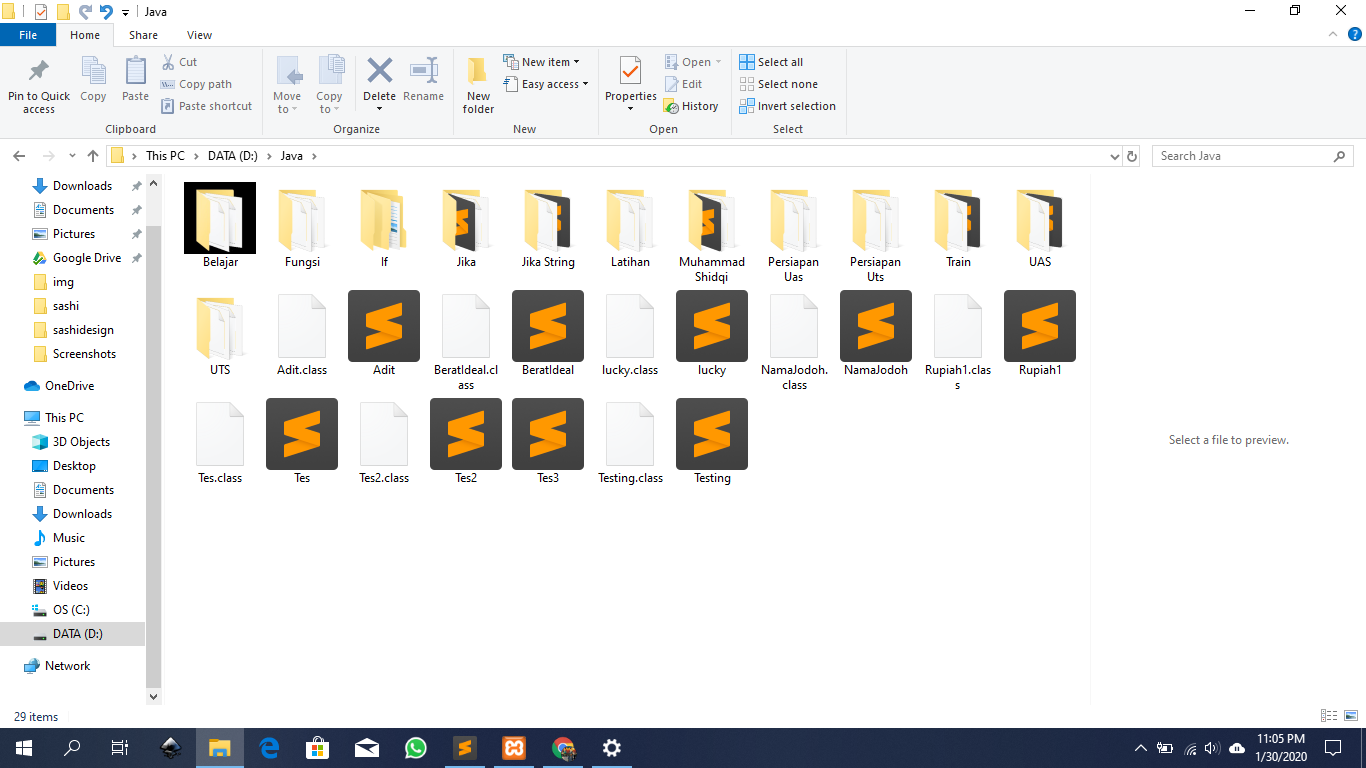 Java
File Home Share View
Pin to Quick access
Copy
Paste
Cut
Copy path
Paste shortcut
Clipboard
Move to
Copy to
Delete
Rename
Organize
New folder
New item
Easy access
New
Properties
Open
Edit
History
Open
Select all
Select none
Invert selection
Select
This PC > DATA (D:) > Java >
Search Java
Downloads
Documents
Pictures
Google Drive
img
sashi
sashidesign
Screenshots
OneDrive
This PC
3D Objects
Desktop
Documents
Downloads
Music
Pictures
Videos
OS (C:)
DATA (D:)
Network
Belajar
Fungsi
If
Jika
Jika String
Latihan
Muhammad
Shidqi
Persiapan
Uas
Persiapan
Uts
Train
UAS
UTS
Adit.class
Adit
BeratIdeal.cl
ass
BeratIdeal
lucky.class
lucky
NamaJodoh.
class
NamaJodoh
Rupiah1.clas
s
Rupiah1
Tes.class
Tes
Tes2.class
Tes2
Tes3
Testing.class
Testing
Select a file to preview.
29 items
11:05 PM
1/30/2020